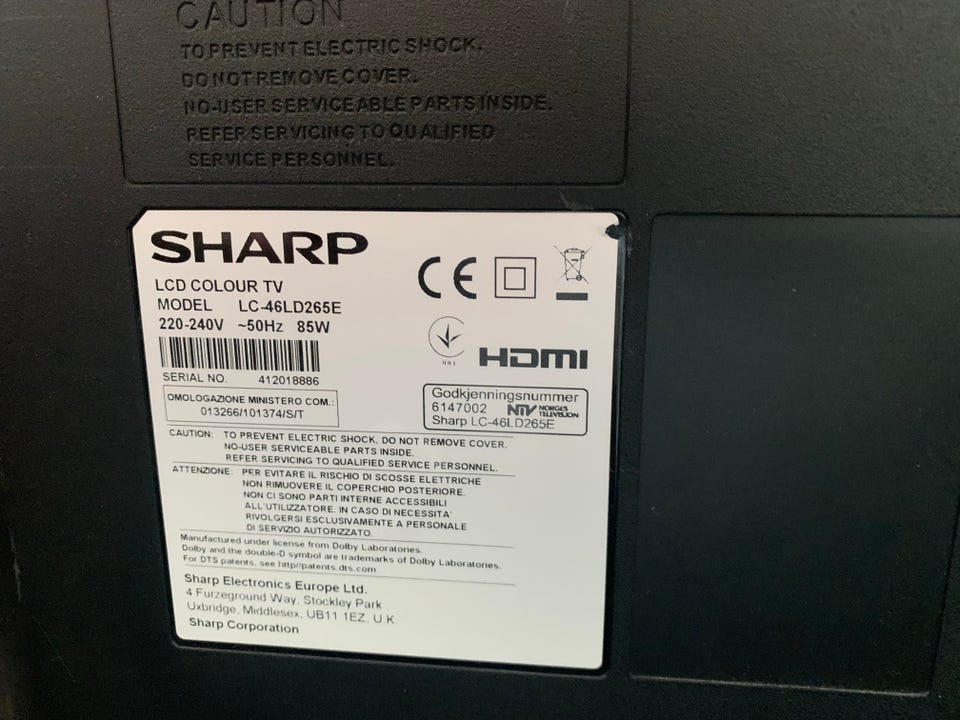 CAUTION
TO PREVENT ELECTRIC SHOCK.
DO NOT REMOVE COVER.
NO-USER SERVICEABLE PARTS INSIDE.
REFER SERVICING TO QUALIFIED
SERVICE PERSONNEL.
SHARP
LCD COLOUR TV
MODEL LC-46LD265E
220-240V ~50Hz 85W
SERIAL NO. 412018886
OMOLOGAZIONE MINISTERO COM.:
013266/101374/S/T
CE
HDMI
Godkjenningsnummer
6147002 NTV NORGES TELEVISJON
Sharp LC-46LD265E
CAUTION: TO PREVENT ELECTRIC SHOCK, DO NOT REMOVE COVER.
NO-USER SERVICEABLE PARTS INSIDE.
REFER SERVICING TO QUALIFIED SERVICE PERSONNEL.
ATTENZIONE: PER EVITARE IL RISCHIO DI SCOSSE ELETTRICHE
NON RIMUOVERE IL COPERCHIO POSTERIORE.
NON CI SONO PARTI INTERNE ACCESSIBILI
ALL'UTILIZZATORE. IN CASO DI NECESSITA'
RIVOLGERSI ESCLUSIVAMENTE A PERSONALE
DI SERVIZIO AUTORIZZATO.
Manufactured under license from Dolby Laboratories.
Dolby and the double-D symbol are trademarks of Dolby Laboratories.
For DTS patents, see http//patents.dts.com
Sharp Electronics Europe Ltd.
4 Furzeground Way, Stockley Park
Uxbridge, Middlesex, UB11 1EZ, U.K
Sharp Corporation